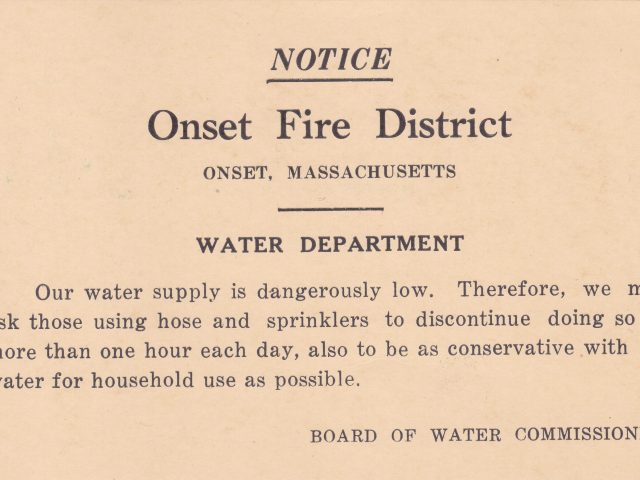 NOTICE
Onset Fire District
ONSET, MASSACHUSETTS
WATER DEPARTMENT
Our water supply is dangerously low. Therefore, we m
sk those using hose and sprinklers to discontinue doing so
more than one hour each day, also to be as conservative with
water for household use as possible.
BOARD OF WATER COMMISSION